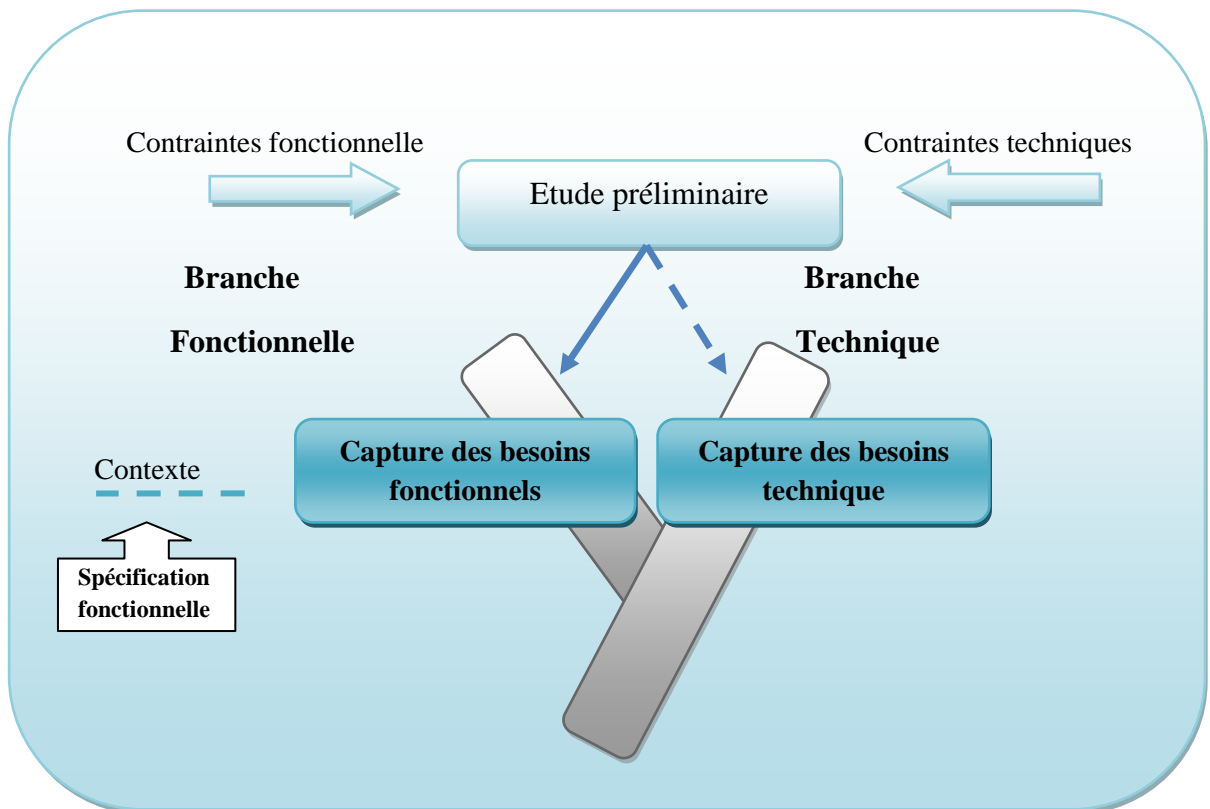 Contraintes fonctionnelle
Contraintes techniques
Etude préliminaire
Branche
Fonctionnelle
Branche
Technique
Capture des besoins
fonctionnels
Capture des besoins
technique
Contexte
Spécification
fonctionnelle